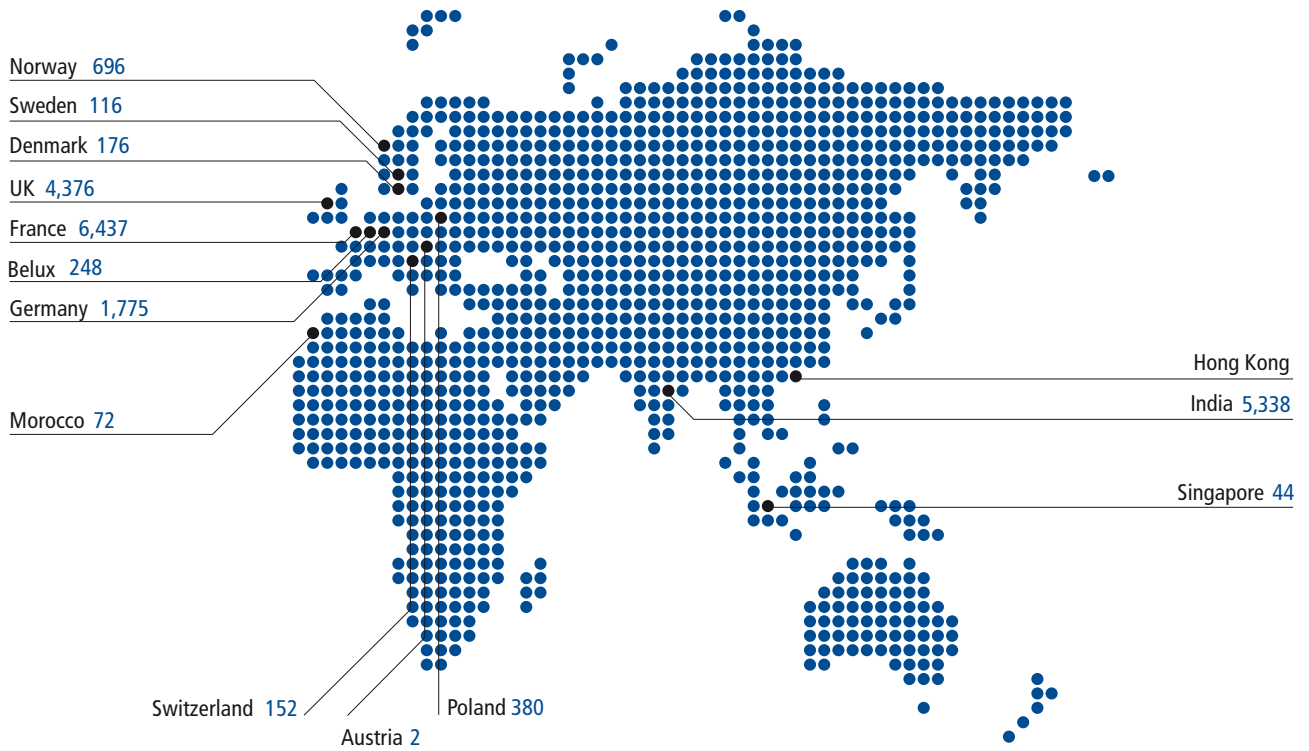 Norway 696
Sweden 116
Denmark 176
UK 4,376
France 6,437
Belux 248
Germany 1,775
Morocco 72
Hong Kong
India 5,338
Singapore 44
Switzerland 152
Poland 380
Austria 2